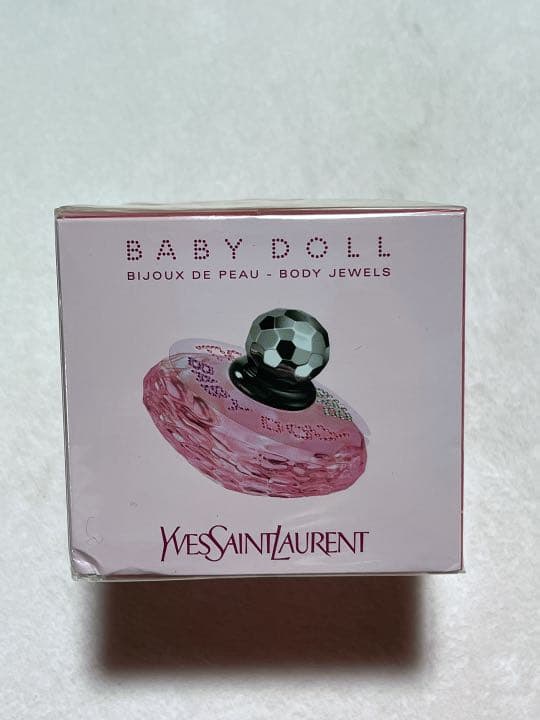 BABY DOLL
BIJOUX DE PEAU - BODY JEWELS
YVESSAINTLAURENT